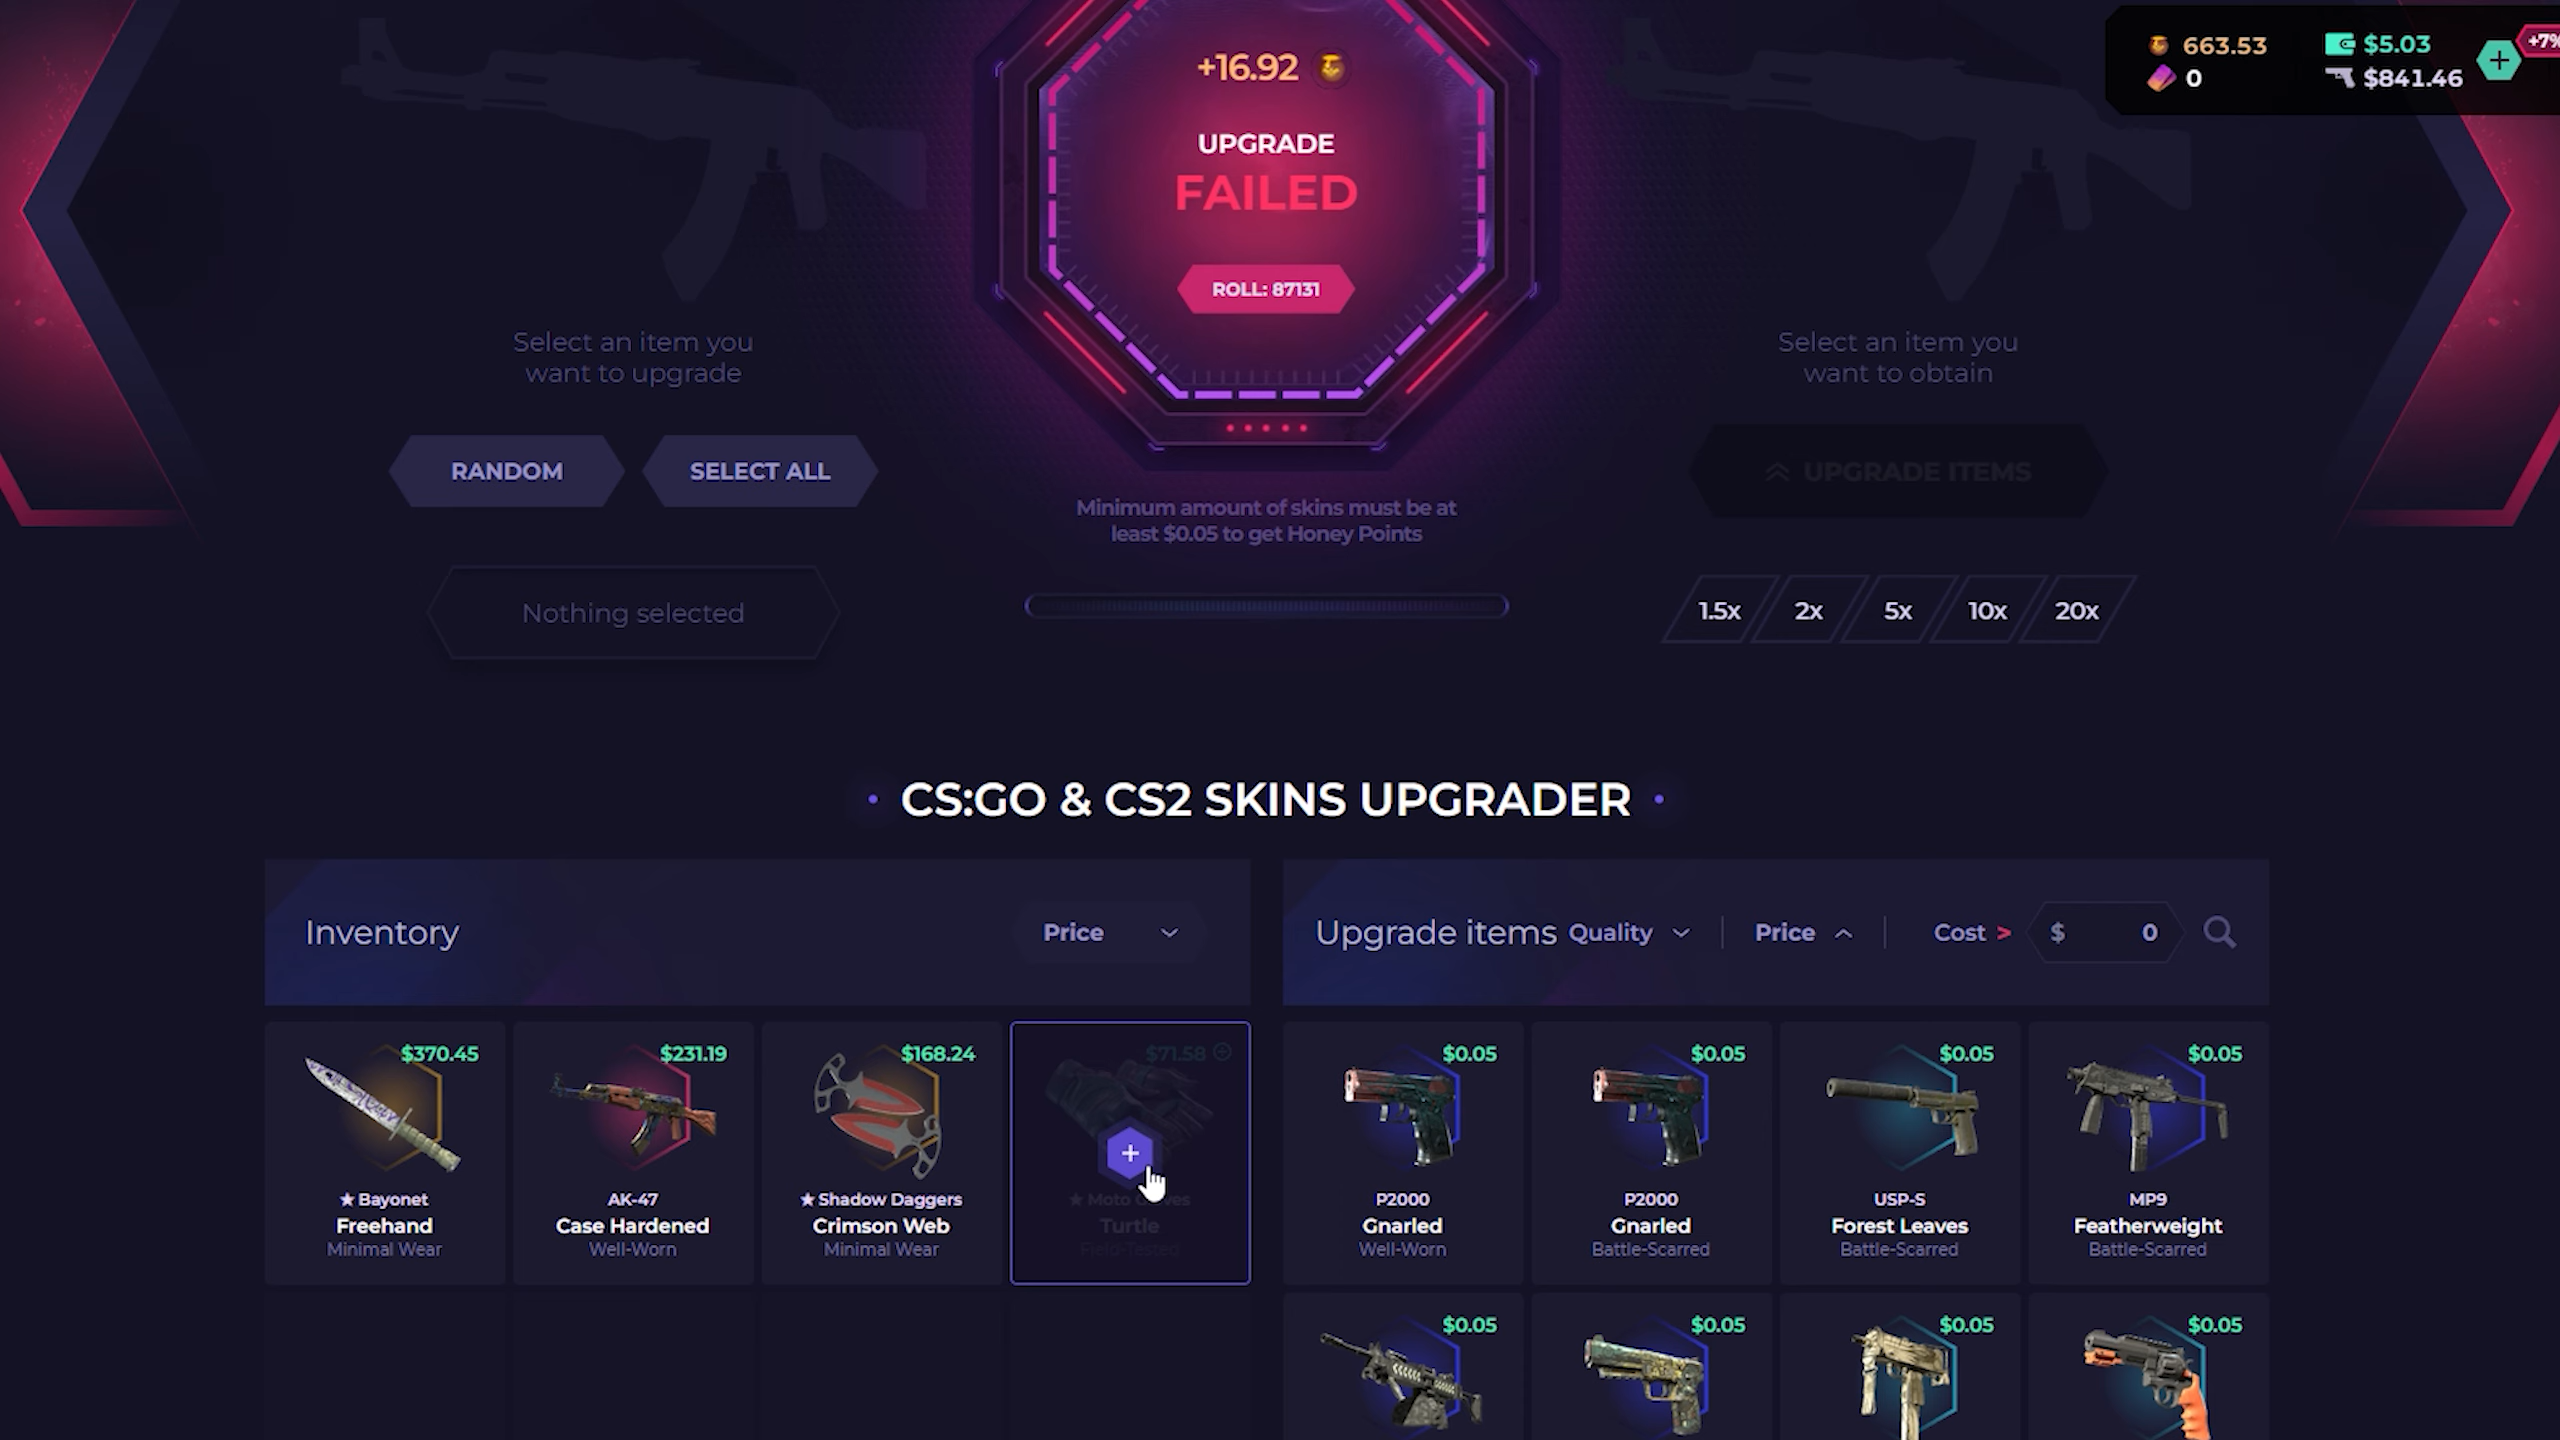 +16.92
UPGRADE
FAILED
ROLL: 87131
663.53
$5.03
+7%
0
$841.46
Select an item you
want to upgrade
Select an item you
want to obtain
RANDOM
SELECT ALL
UPGRADE ITEMS
Minimum amount of skins must be at
least $0.05 to get Honey Points
Nothing selected
1.5x
2x
5x
10x
20x
CS:GO & CS2 SKINS UPGRADER
Inventory
Price
Upgrade items
Quality
Price
Cost >
$ 0
$370.45
★ Bayonet
Freehand
Minimal Wear
$231.19
AK-47
Case Hardened
Well-Worn
$168.24
★ Shadow Daggers
Crimson Web
Minimal Wear
$71.58
★ Moto Gloves
Turtle
Field-Tested
$0.05
P2000
Gnarled
Well-Worn
$0.05
P2000
Gnarled
Battle-Scarred
$0.05
USP-S
Forest Leaves
Battle-Scarred
$0.05
MP9
Featherweight
Battle-Scarred
$0.05
$0.05
$0.05
$0.05